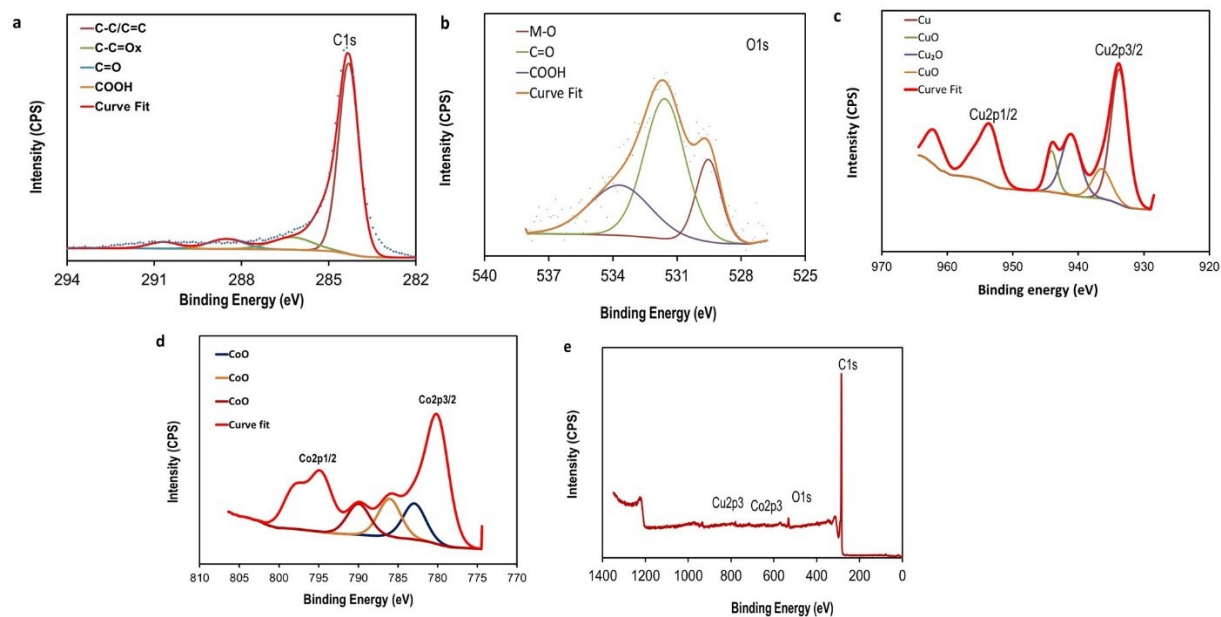 a
C-C/C=C
C-C=Ox
C=O
COOH
Curve Fit
C1s
Intensity (CPS)
294 291 288 285 282
Binding Energy (eV)
b
M-O
C=O
COOH
Curve Fit
O1s
Intensity (CPS)
540 537 534 531 528 525
Binding Energy (eV)
c
Cu
CuO
Cu₂O
CuO
Curve Fit
Cu2p3/2
Cu2p1/2
Intensity (CPS)
970 960 950 940 930 920
Binding energy (eV)
d
CoO
CoO
CoO
Curve fit
Co2p3/2
Co2p1/2
Intensity (CPS)
810 805 800 795 790 785 780 775 770
Binding Energy (eV)
e
C1s
Cu2p3 Co2p3 O1s
Intensity (CPS)
1400 1200 1000 800 600 400 200 0
Binding Energy (eV)